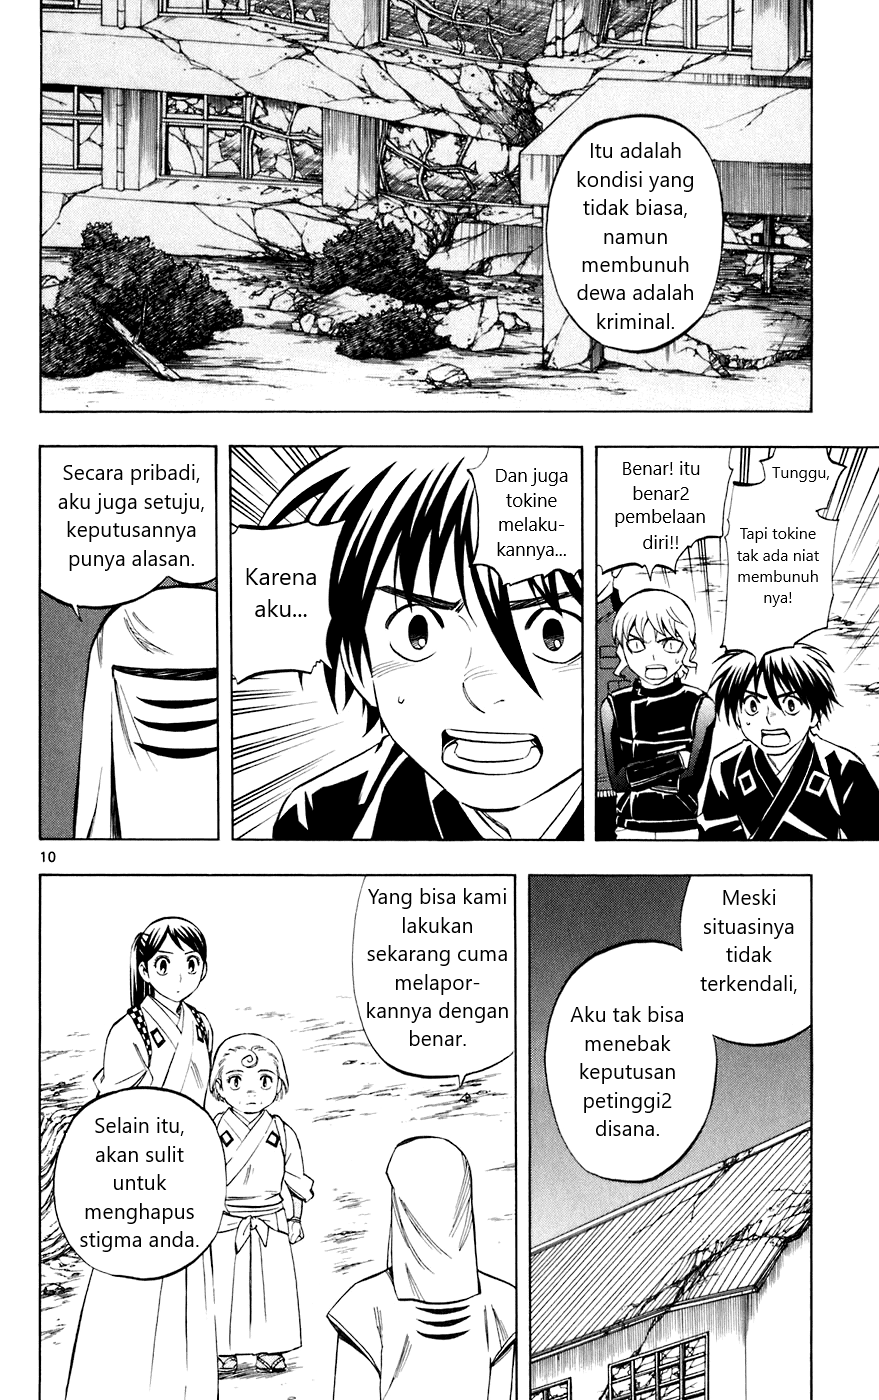 Itu adalah
kondisi yang
tidak biasa,
namun
membunuh
dewa adalah
kriminal.
Tunggu,
Tapi tokine
tak ada niat
membunuh
nya!
Benar! itu
benar2
pembelaan
diri!!
Dan juga
tokine
melaku-
kannya...
Karena
aku...
Secara pribadi,
aku juga setuju,
keputusannya
punya alasan.
10
Meski
situasinya
tidak
terkendali,
Aku tak bisa
menebak
keputusan
petinggi2
disana.
Yang bisa kami
lakukan
sekarang cuma
melapor-
kannya dengan
benar.
Selain itu,
akan sulit
untuk
menghapus
stigma anda.